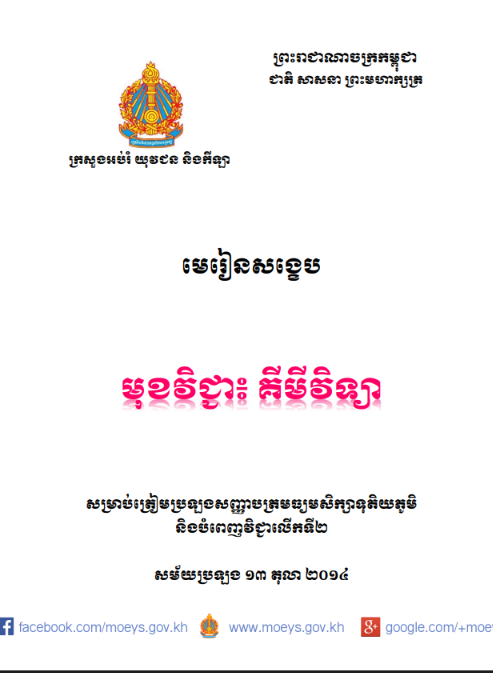 ព្រះរាជាណាចក្រកម្ពុជា
ជាតិ សាសនា ព្រះមហាក្សត្រ
ក្រសួងអប់រំ យុវជន និងកីឡា
មេរៀនសង្ខេប
មុខវិជ្ជា៖ គីមីវិទ្យា
សម្រាប់ត្រៀមប្រឡងសញ្ញាបត្រមធ្យមសិក្សាទុតិយភូមិ
និងបំពេញវិជ្ជាលើកទី២
សម័យប្រឡង ១៣ តុលា ២០១៤
facebook.com/moeys.gov.kh www.moeys.gov.kh google.com/+moey